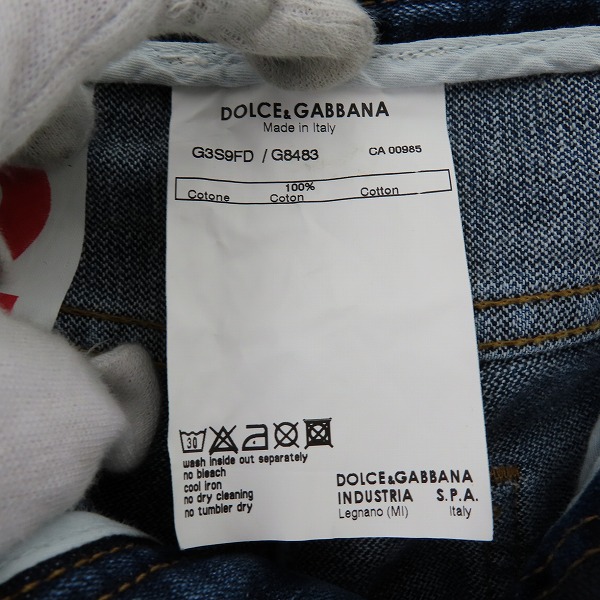 DOLCE&GABBANA
Made in Italy
G3S9FD / G8483 CA 00985
100%
Cotone Coton Cotton
30
wash inside out separately
no bleach
cool iron
no dry cleaning
no tumbler dry
DOLCE&GABBANA
INDUSTRIA S.P.A.
Legnano (MI) Italy